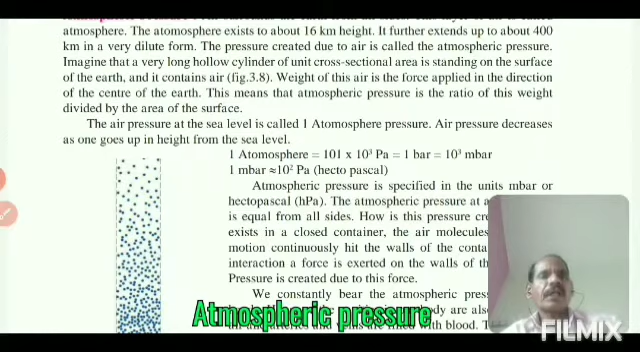 atmosphere. The atomosphere exists to about 16 km height. It further extends up to about 400
km in a very dilute form. The pressure created due to air is called the atmospheric pressure.
Imagine that a very long hollow cylinder of unit cross-sectional area is standing on the surface
of the earth, and it contains air (fig.3.8). Weight of this air is the force applied in the direction
of the centre of the earth. This means that atmospheric pressure is the ratio of this weight
divided by the area of the surface.
The air pressure at the sea level is called 1 Atomosphere pressure. Air pressure decreases
as one goes up in height from the sea level.
1 Atomosphere = 101 x 10³ Pa = 1 bar = 10³ mbar
1 mbar ≈10² Pa (hecto pascal)
Atmospheric pressure is specified in the units mbar or
hectopascal (hPa). The atmospheric pressure at
is equal from all sides. How is this pressure
exists in a closed container, the air molecules
motion continuously hit the walls of the
interaction a force is exerted on the walls of
Pressure is created due to this force.
We constantly bear the atmospheric
are
with blood.
Atmospheric pressure
FILMIX